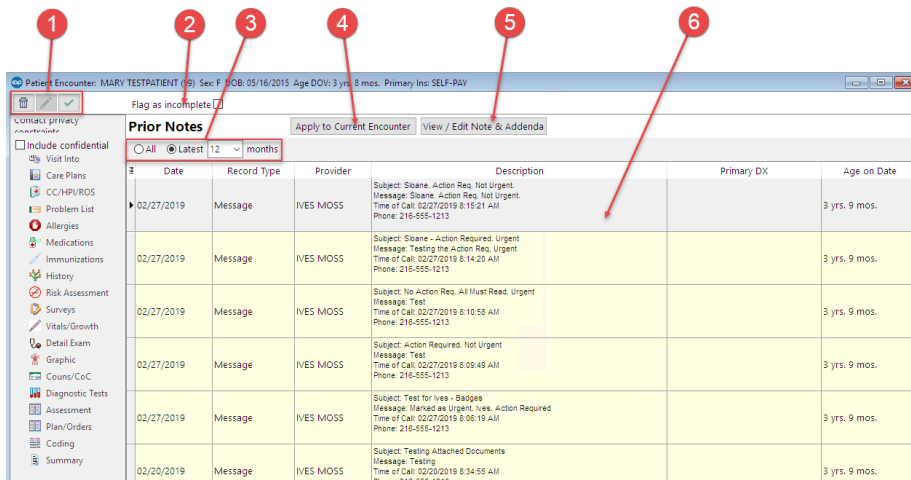 1
2
3
4
5
6
Patient Encounter: MARY TESTPATIENT (99) Sex: F DOB: 05/16/2015 Age DOV: 3 yrs 8 mos. Primary Ins: SELF-PAY
Flag as incomplete
Contact privacy
constraints
Include confidential
Visit Info
Care Plans
CC/HPI/ROS
Problem List
Allergies
Medications
Immunizations
History
Risk Assessment
Surveys
Vitals/Growth
Detail Exam
Graphic
Couns/CoC
Diagnostic Tests
Assessment
Plan/Orders
Coding
Summary
Prior Notes
Apply to Current Encounter
View / Edit Note & Addenda
All Latest 12 months
Date Record Type Provider Description Primary DX Age on Date
02/27/2019 Message IVES MOSS
Subject: Sloane. Action Req. Not Urgent.
Message: Sloane. Action Req. Not Urgent.
Time of Call: 02/27/2019 8:15:21 AM
Phone: 216-555-1213
3 yrs. 9 mos.
02/27/2019 Message IVES MOSS
Subject: Sloane - Action Required. Urgent
Message: Testing the Action Req, Urgent
Time of Call: 02/27/2019 8:14:20 AM
Phone: 216-555-1213
3 yrs. 9 mos.
02/27/2019 Message IVES MOSS
Subject: No Action Req. All Must Read. Urgent
Message: Test
Time of Call: 02/27/2019 8:10:58 AM
Phone: 216-555-1213
3 yrs. 9 mos.
02/27/2019 Message IVES MOSS
Subject: Action Required. Not Urgent
Message: Test
Time of Call: 02/27/2019 8:09:49 AM
Phone: 216-555-1213
3 yrs. 9 mos.
02/27/2019 Message IVES MOSS
Subject: Test for Ives - Badges
Message: Marked as Urgent. Ives. Action Required
Time of Call: 02/27/2019 8:06:19 AM
Phone: 216-555-1213
3 yrs. 9 mos.
02/20/2019 Message IVES MOSS
Subject: Testing Attached Documents
Message: Testing
Time of Call: 02/20/2019 8:34:55 AM
3 yrs. 9 mos.